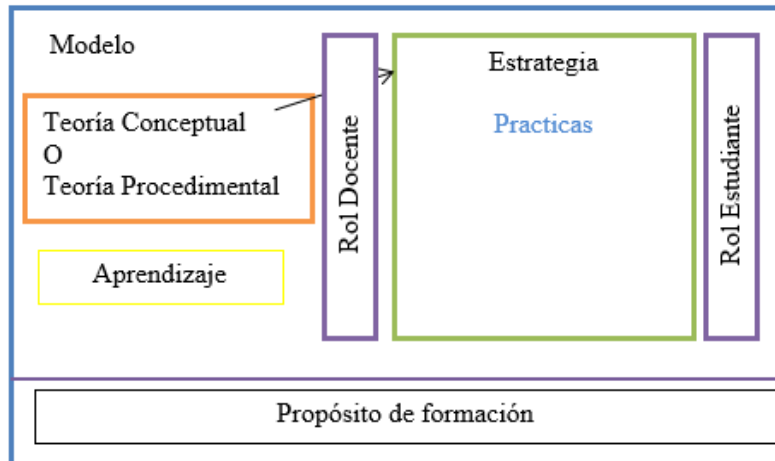 Modelo
Teoría Conceptual
O
Teoría Procedimental
Aprendizaje
Rol Docente
Estrategia
Practicas
Rol Estudiante
Propósito de formación